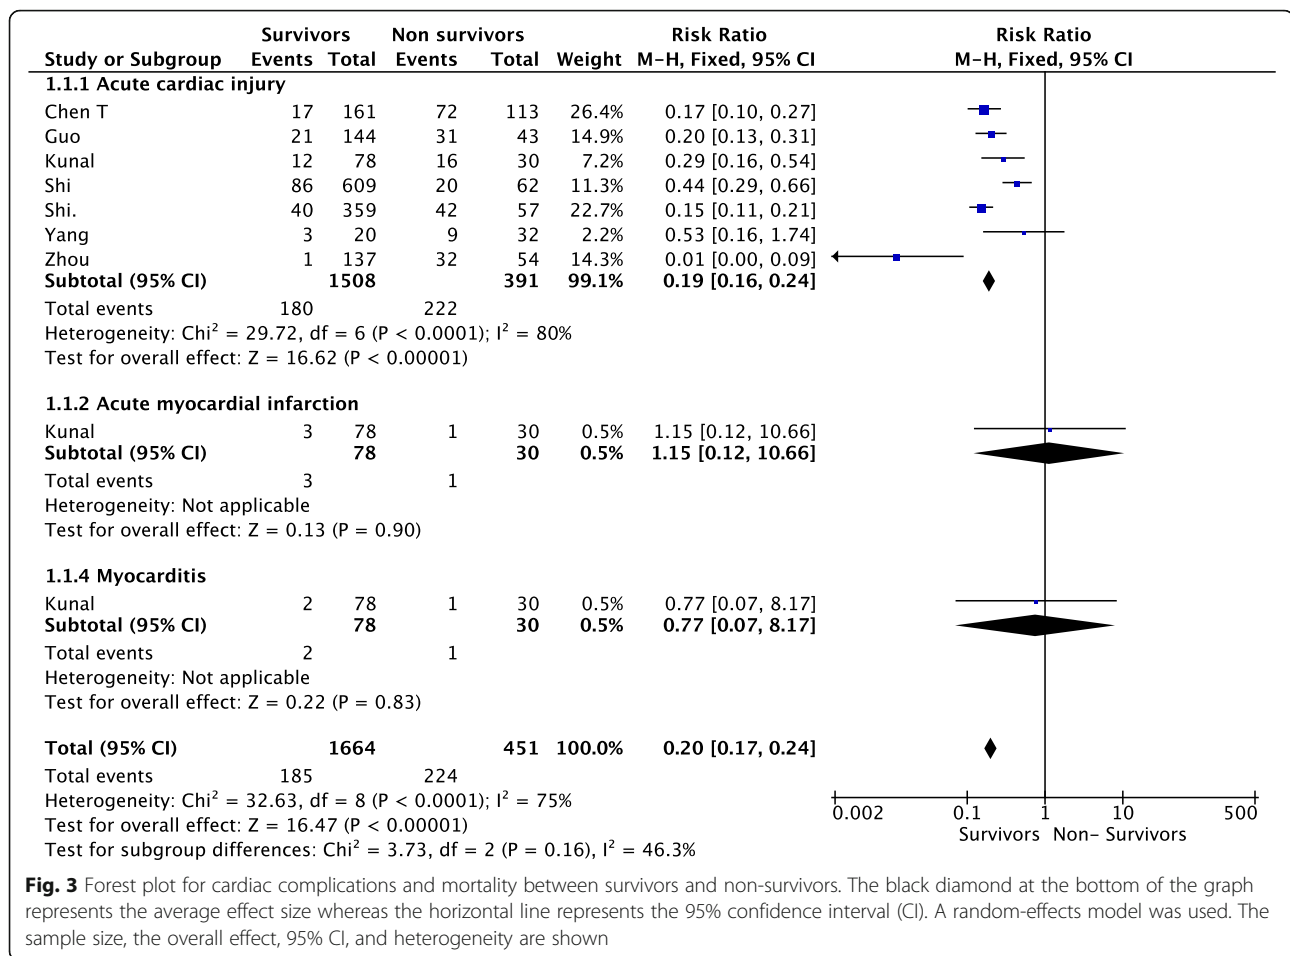 Survivors Non survivors Risk Ratio Risk Ratio
Study or Subgroup Events Total Events Total Weight M-H, Fixed, 95% CI M-H, Fixed, 95% CI
1.1.1 Acute cardiac injury
Chen T 17 161 72 113 26.4% 0.17 [0.10, 0.27]
Guo 21 144 31 43 14.9% 0.20 [0.13, 0.31]
Kunal 12 78 16 30 7.2% 0.29 [0.16, 0.54]
Shi 86 609 20 62 11.3% 0.44 [0.29, 0.66]
Shi. 40 359 42 57 22.7% 0.15 [0.11, 0.21]
Yang 3 20 9 32 2.2% 0.53 [0.16, 1.74]
Zhou 1 137 32 54 14.3% 0.01 [0.00, 0.09]
Subtotal (95% CI) 1508 391 99.1% 0.19 [0.16, 0.24]
Total events 180 222
Heterogeneity: Chi² = 29.72, df = 6 (P < 0.0001); I² = 80%
Test for overall effect: Z = 16.62 (P < 0.00001)
1.1.2 Acute myocardial infarction
Kunal 3 78 1 30 0.5% 1.15 [0.12, 10.66]
Subtotal (95% CI) 78 30 0.5% 1.15 [0.12, 10.66]
Total events 3 1
Heterogeneity: Not applicable
Test for overall effect: Z = 0.13 (P = 0.90)
1.1.4 Myocarditis
Kunal 2 78 1 30 0.5% 0.77 [0.07, 8.17]
Subtotal (95% CI) 78 30 0.5% 0.77 [0.07, 8.17]
Total events 2 1
Heterogeneity: Not applicable
Test for overall effect: Z = 0.22 (P = 0.83)
Total (95% CI) 1664 451 100.0% 0.20 [0.17, 0.24]
Total events 185 224
Heterogeneity: Chi² = 32.63, df = 8 (P < 0.0001); I² = 75%
Test for overall effect: Z = 16.47 (P < 0.00001)
Test for subgroup differences: Chi² = 3.73, df = 2 (P = 0.16), I² = 46.3%
0.002 0.1 1 10 500
Survivors Non- Survivors
Fig. 3 Forest plot for cardiac complications and mortality between survivors and non-survivors. The black diamond at the bottom of the graph
represents the average effect size whereas the horizontal line represents the 95% confidence interval (CI). A random-effects model was used. The
sample size, the overall effect, 95% CI, and heterogeneity are shown